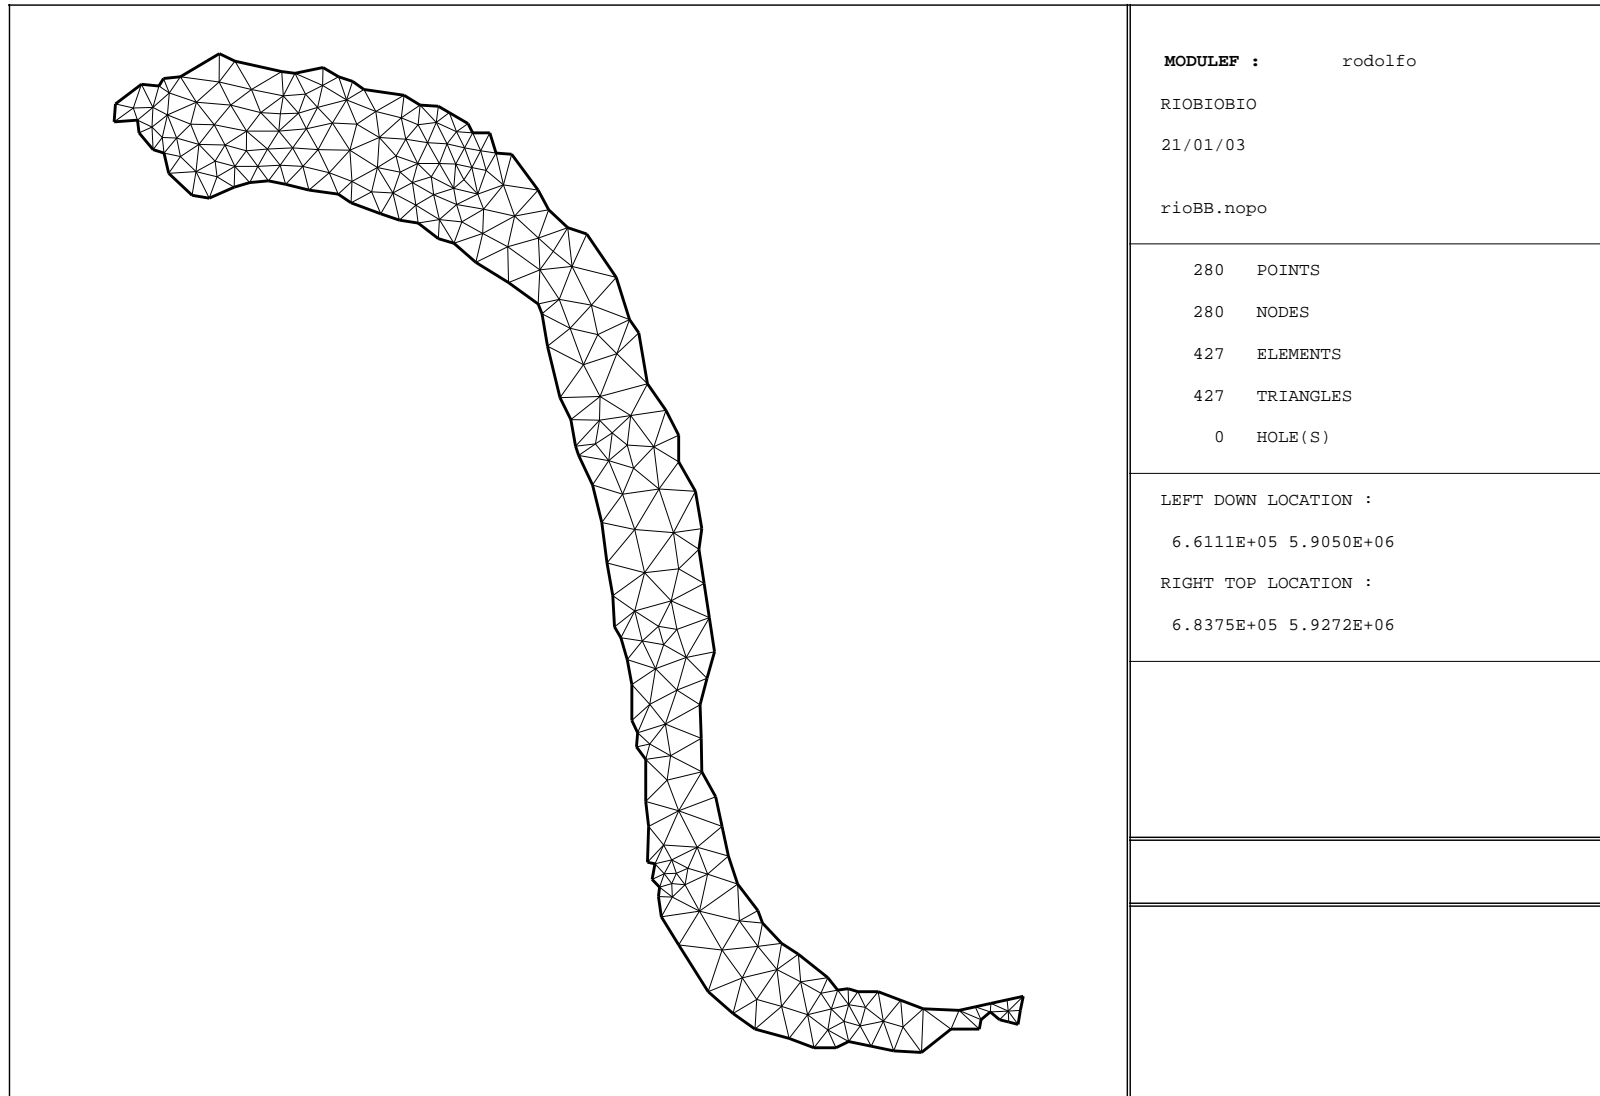 MODULEF : rodolfo
RIOBIOBIO
21/01/03
rioBB.nopo
280 POINTS
280 NODES
427 ELEMENTS
427 TRIANGLES
0 HOLE(S)
LEFT DOWN LOCATION :
6.6111E+05 5.9050E+06
RIGHT TOP LOCATION :
6.8375E+05 5.9272E+06